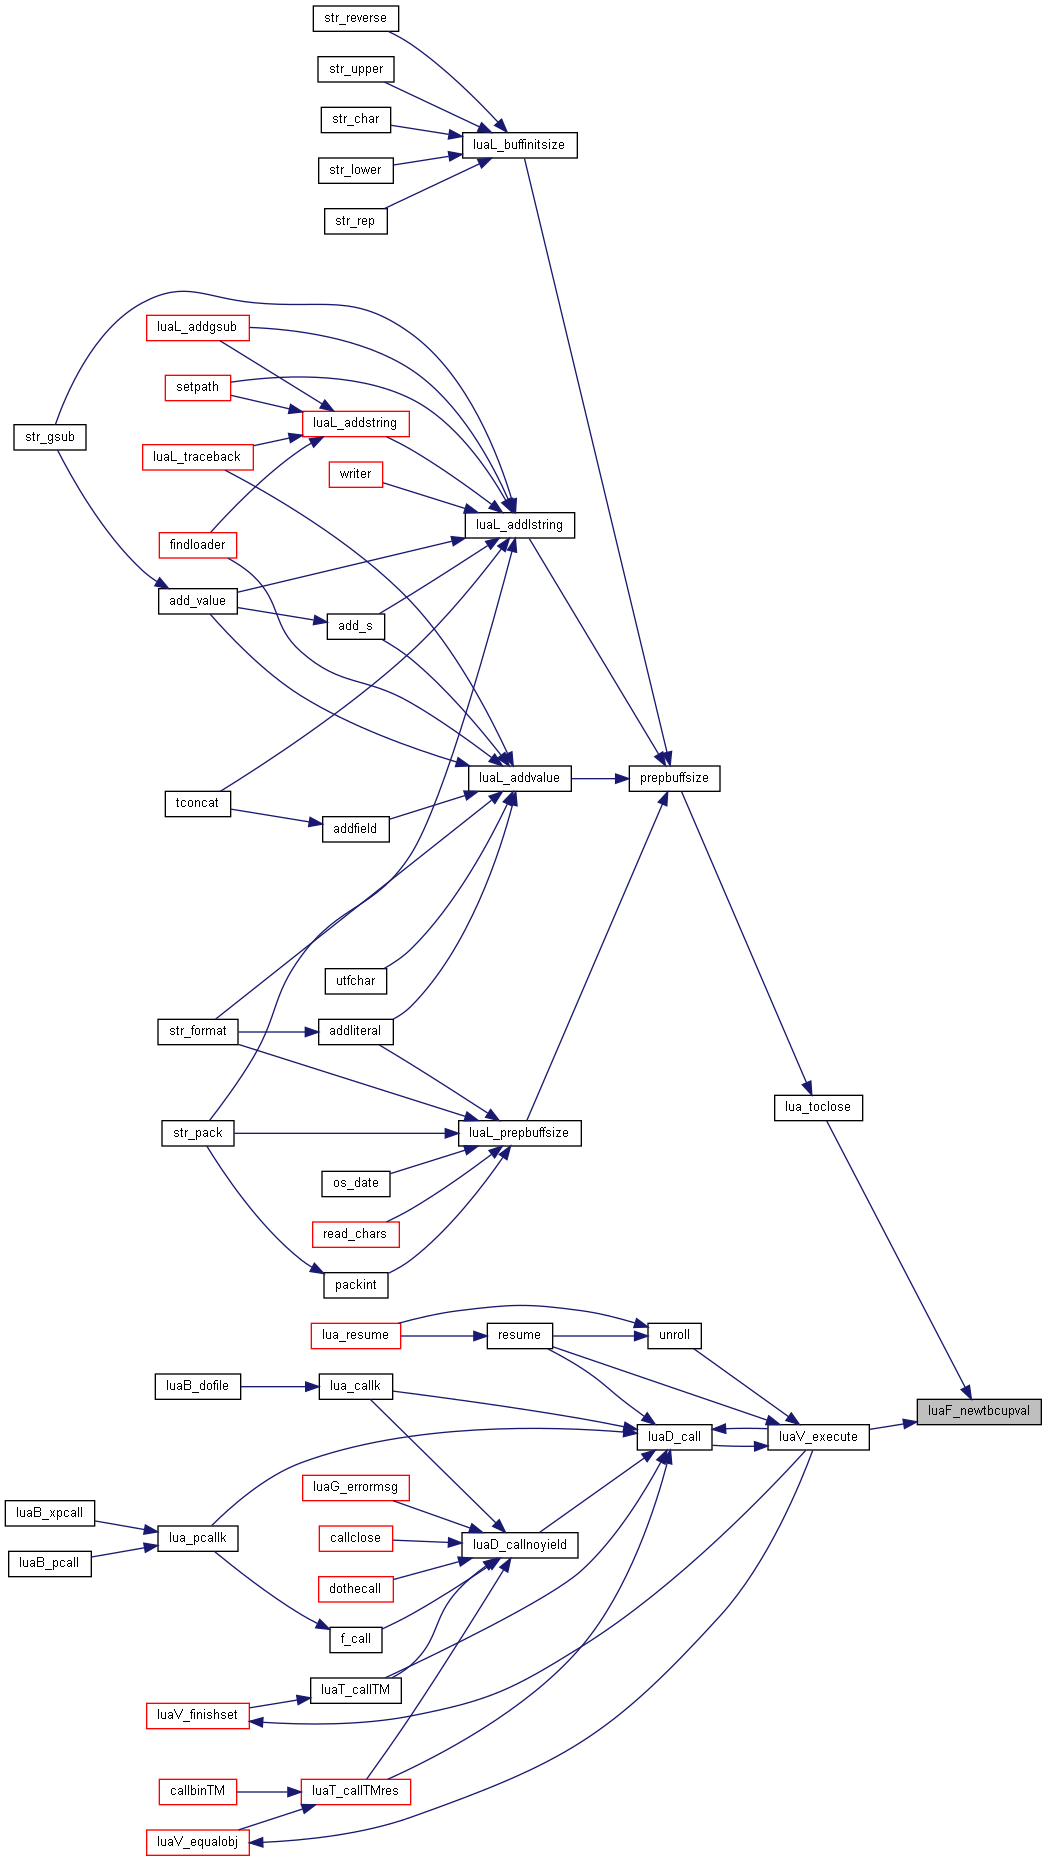 str_reverse
str_upper
str_char
luaL_buffinitsize
str_lower
str_rep
luaL_addgsub
setpath
luaL_addstring
str_gsub
luaL_traceback
writer
luaL_addlstring
findloader
add_value
add_s
luaL_addvalue
prepbuffsize
tconcat
addfield
utfchar
str_format
addliteral
lua_toclose
str_pack
luaL_prepbuffsize
os_date
read_chars
packint
lua_resume
resume
unroll
luaB_dofile
lua_callk
luaF_newtbcupval
luaD_call
luaV_execute
luaG_errormsg
luaB_xpcall
lua_pcallk
callclose
luaD_callnoyield
luaB_pcall
dothecall
f_call
luaT_callTM
luaV_finishset
callbinTM
luaT_callTMres
luaV_equalobj